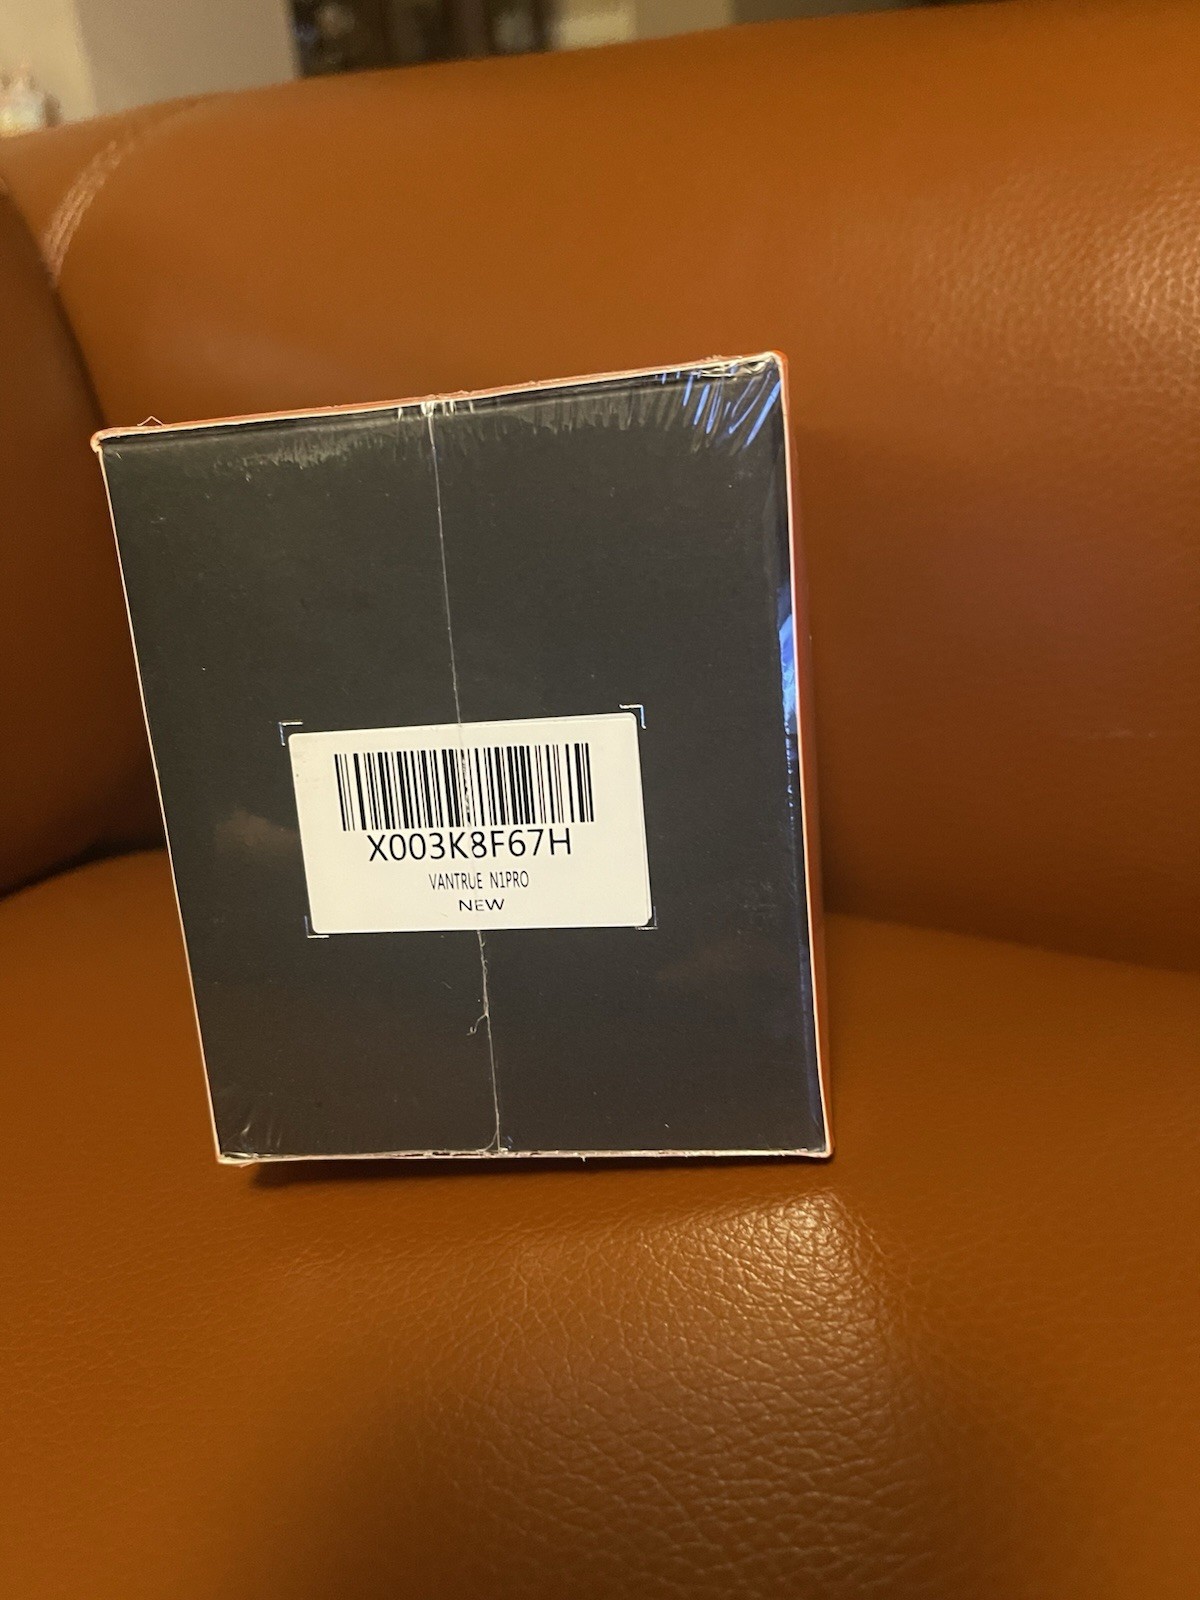 X003K8F67H
VANTRUE N1PRO
NEW